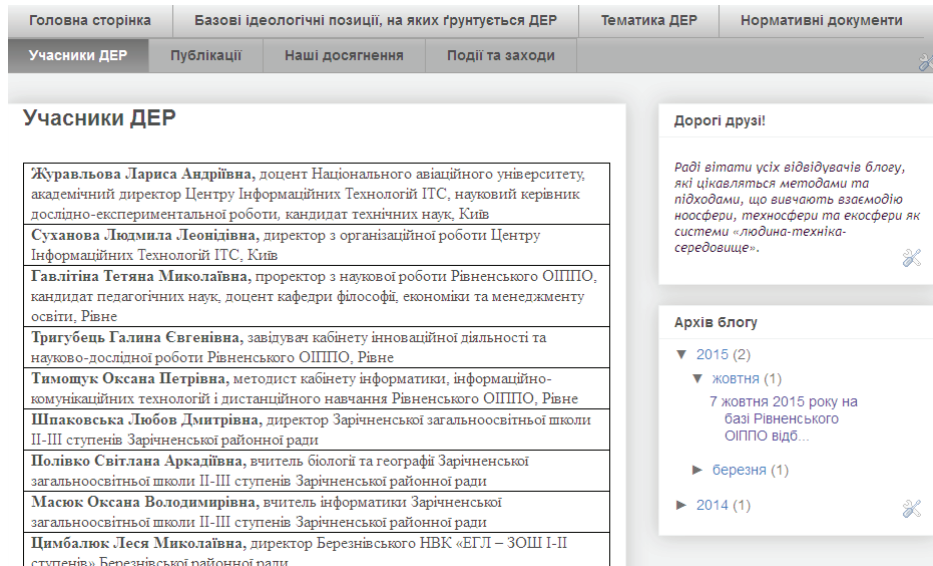 Головна сторінка
Базові ідеологічні позиції, на яких ґрунтується ДЕР
Тематика ДЕР
Нормативні документи
Учасники ДЕР
Публікації
Наші досягнення
Події та заходи
Учасники ДЕР
Журавльова Лариса Андріївна, доцент Національного авіаційного університету,
академічний директор Центру Інформаційних Технологій ІТС, науковий керівник
дослідно-експериментальної роботи, кандидат технічних наук, Київ
Суханова Людмила Леонідівна, директор з організаційної роботи Центру
Інформаційних Технологій ІТС, Київ
Гавлітіна Тетяна Миколаївна, проректор з наукової роботи Рівненського ОІППО,
кандидат педагогічних наук, доцент кафедри філософії, економіки та менеджменту
освіти, Рівне
Тригубець Галина Євгенівна, завідувач кабінету інноваційної діяльності та
науково-дослідної роботи Рівненського ОІППО, Рівне
Тимощук Оксана Петрівна, методист кабінету інформатики, інформаційно-
комунікаційних технологій і дистанційного навчання Рівненського ОІППО, Рівне
Шпаковська Любов Дмитрівна, директор Зарічненської загальноосвітньої школи
ІІ-ІІІ ступенів Зарічненської районної ради
Полівко Світлана Аркадіївна, вчитель біології та географії Зарічненської
загальноосвітньої школи ІІ-ІІІ ступенів Зарічненської районної ради
Масюк Оксана Володимирівна, вчитель інформатики Зарічненської
загальноосвітньої школи ІІ-ІІІ ступенів Зарічненської районної ради
Цимбалюк Леся Миколаївна, директор Березнівського НВК «ЕГЛ – ЗОШ І-ІІ
ступенів» Березнівської районної ради
Дорогі друзі!
Раді вітати усіх відвідувачів блогу,
які цікавляться методами та
підходами, що вивчають взаємодію
ноосфери, техносфери та екосфери як
системи «людина-техніка-
середовище».
Архів блогу
▼ 2015 (2)
▼ жовтня (1)
7 жовтня 2015 року на
базі Рівненського
ОІППО відб...
► березня (1)
► 2014 (1)